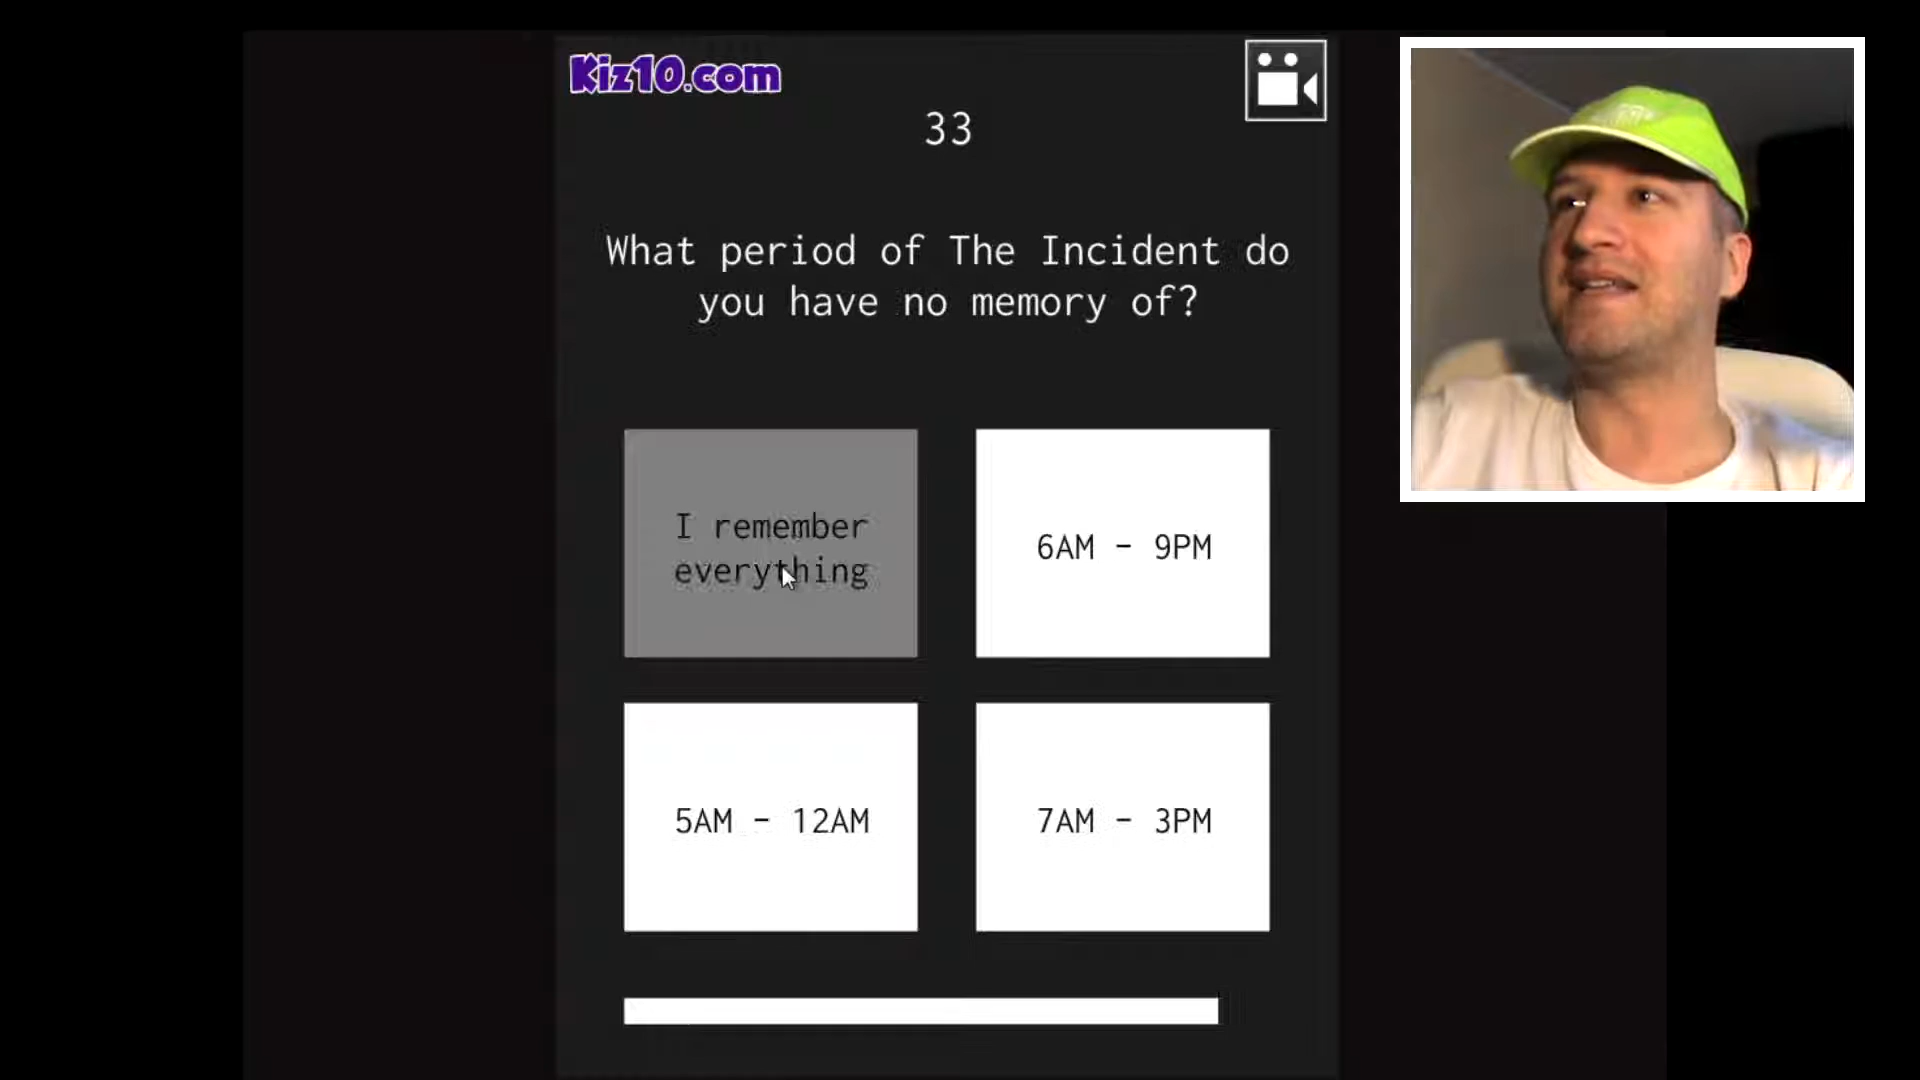 Kiz10.com
33
What period of The Incident do
you have no memory of?
I remember
everything
6AM - 9PM
5AM - 12AM
7AM - 3PM